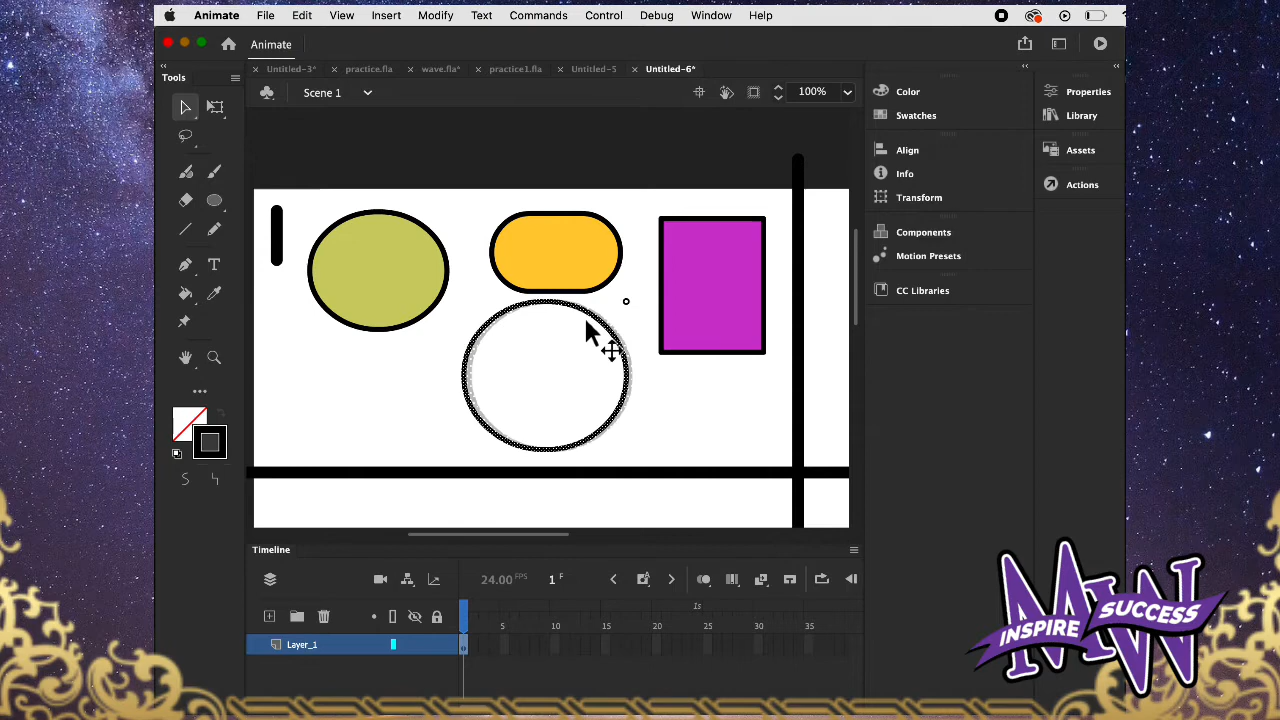 Animate File Edit View Insert Modify Text Commands Control Debug Window Help
Animate
Tools
Untitled-3* practice.fla wave.fla* practice1.fla Untitled-5 Untitled-6*
Scene 1
100%
Color
Swatches
Align
Info
Transform
Components
Motion Presets
CC Libraries
Properties
Library
Assets
Actions
Timeline
24.00 FPS 1 F
1s
5 10 15 20 25 30 35
Layer_1
MW
INSPIRE SUCCESS